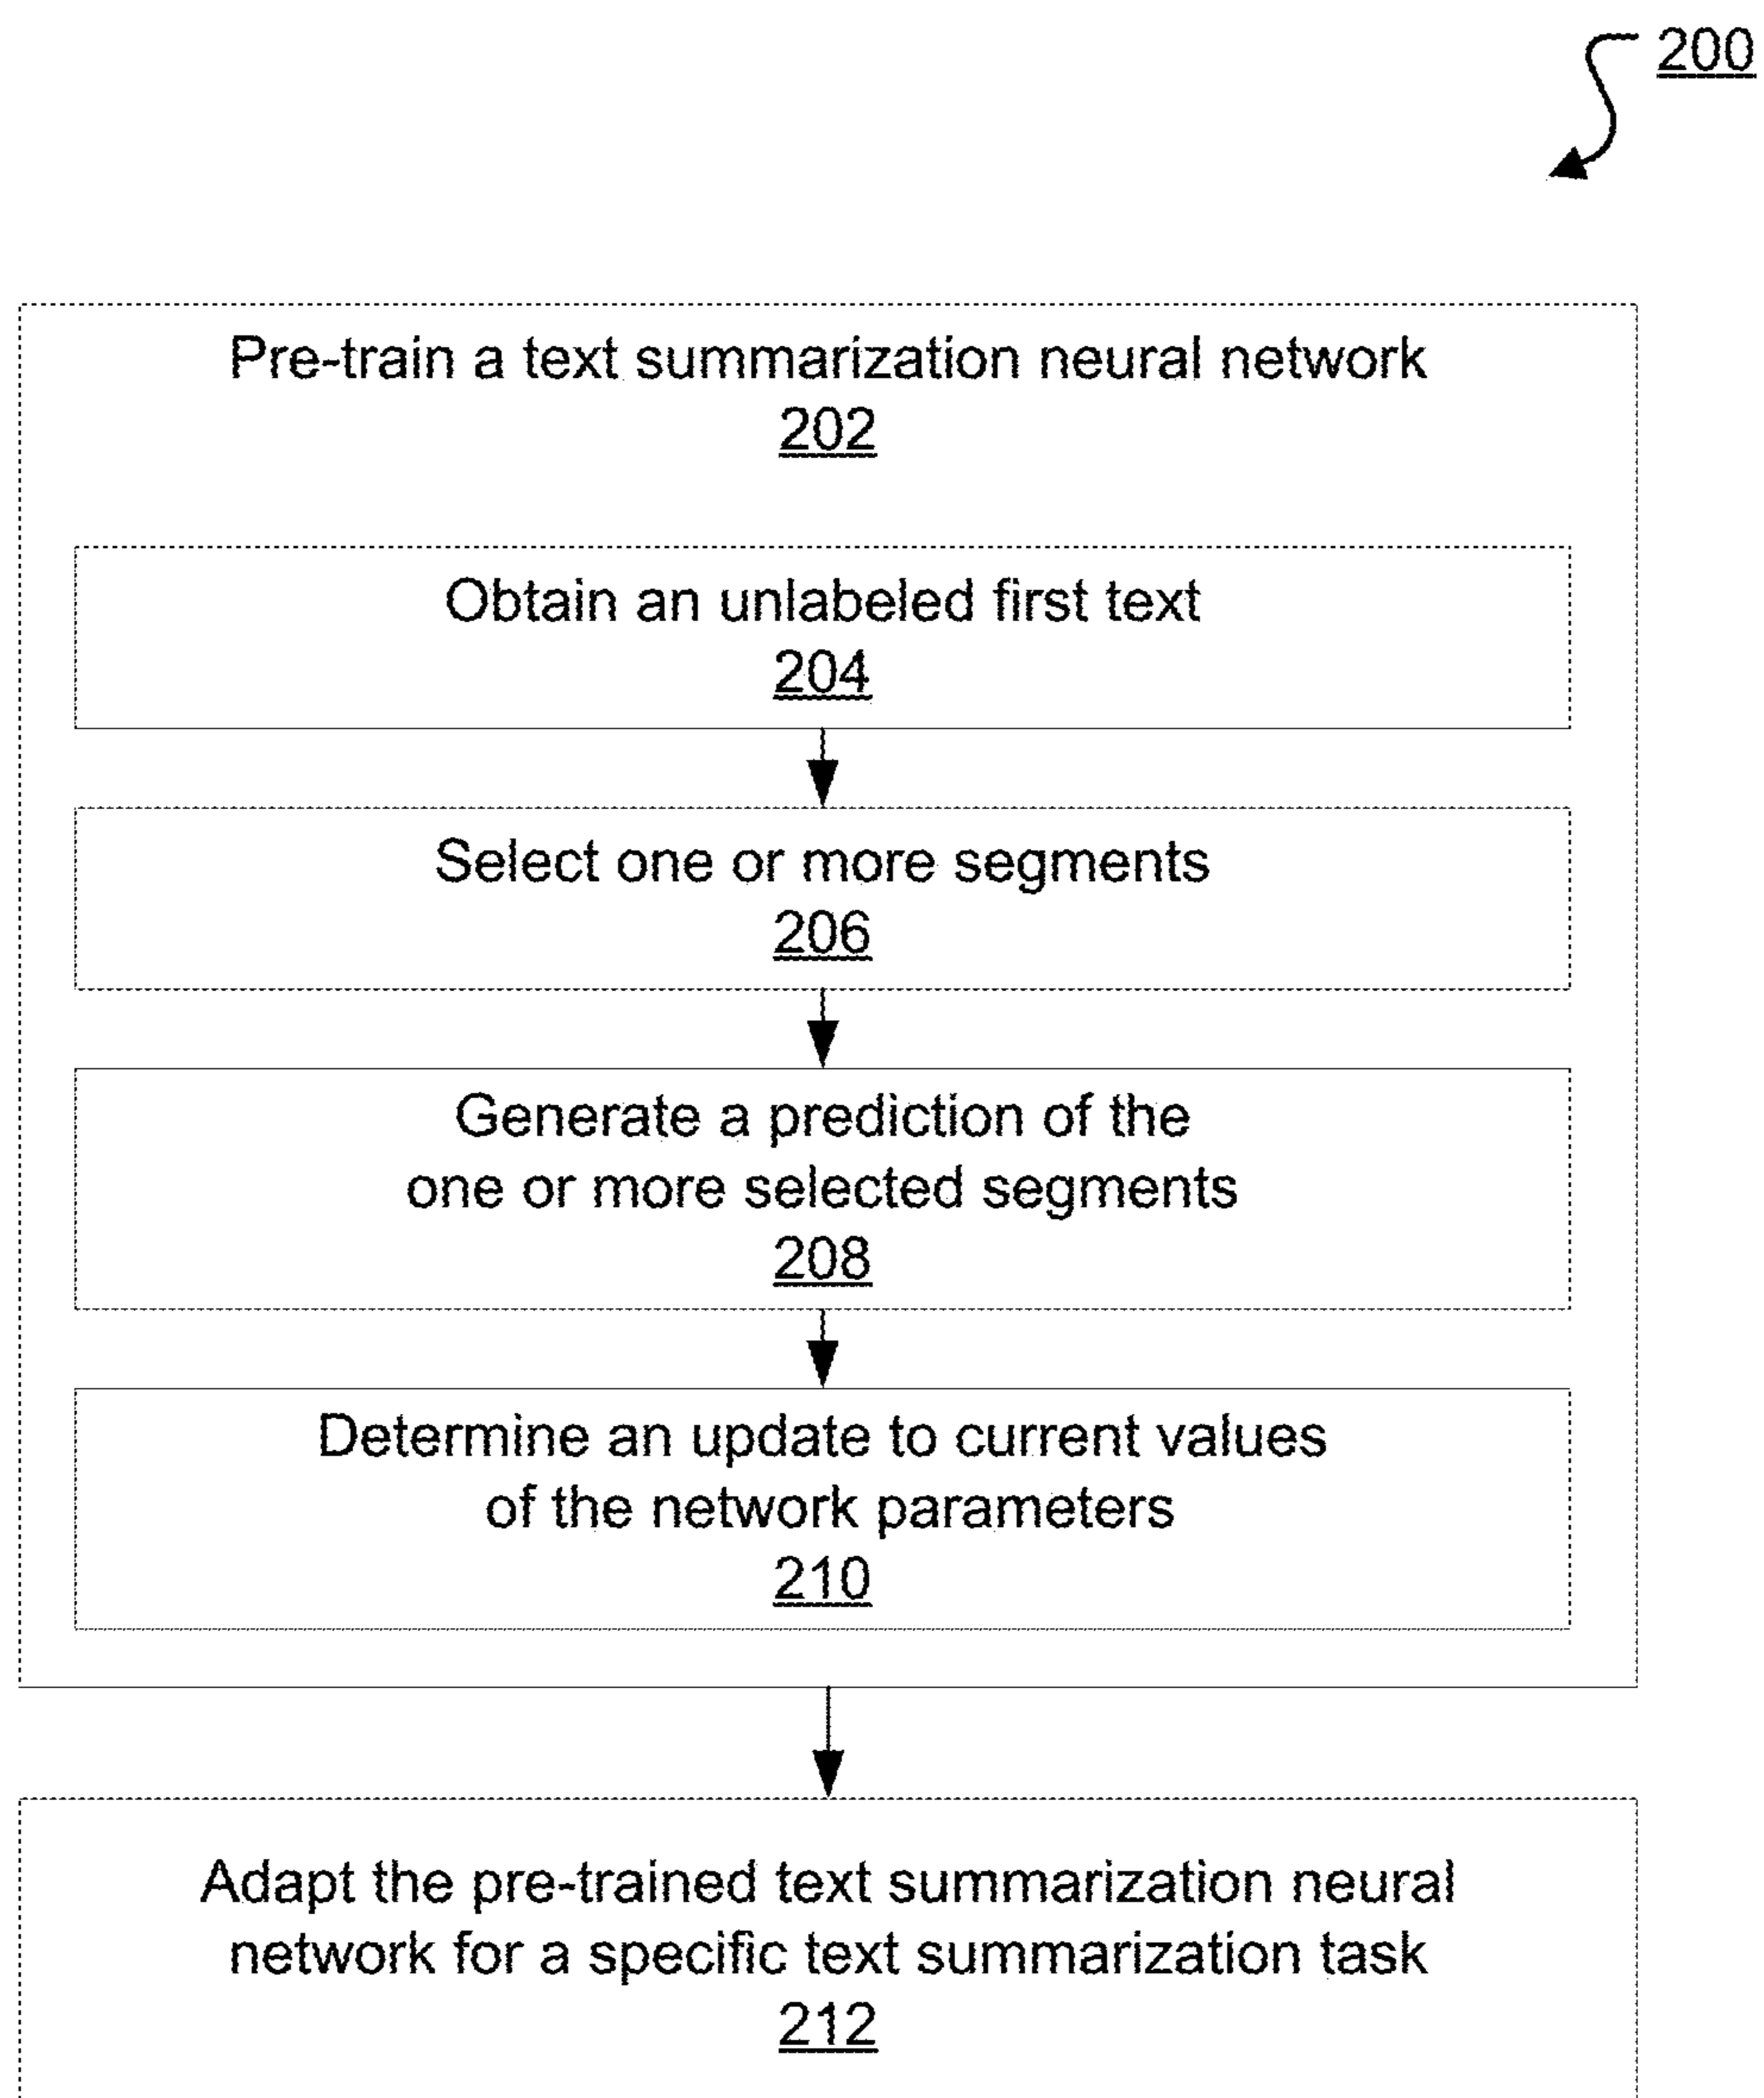 200
Pre-train a text summarization neural network
202
Obtain an unlabeled first text
204
Select one or more segments
206
Generate a prediction of the
one or more selected segments
208
Determine an update to current values
of the network parameters
210
Adapt the pre-trained text summarization neural
network for a specific text summarization task
212